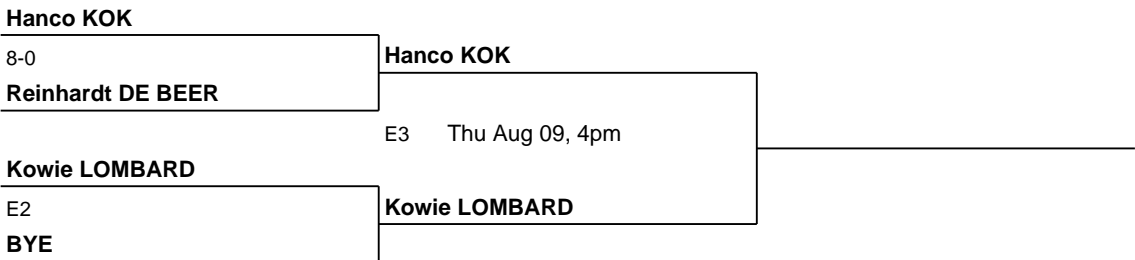 Hanco KOK
8-0
Hanco KOK
Reinhardt DE BEER
E3 Thu Aug 09, 4pm
Kowie LOMBARD
E2
Kowie LOMBARD
BYE